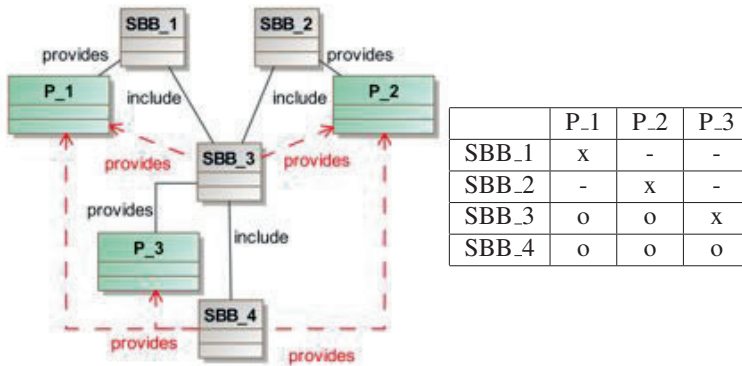 SBB_1
SBB_2
provides
provides
P_1
P_2
include
include
SBB_3
provides
provides
provides
include
P_3
SBB_4
provides
provides
P_1 P_2 P_3
SBB_1 x - -
SBB_2 - x -
SBB_3 o o x
SBB_4 o o o